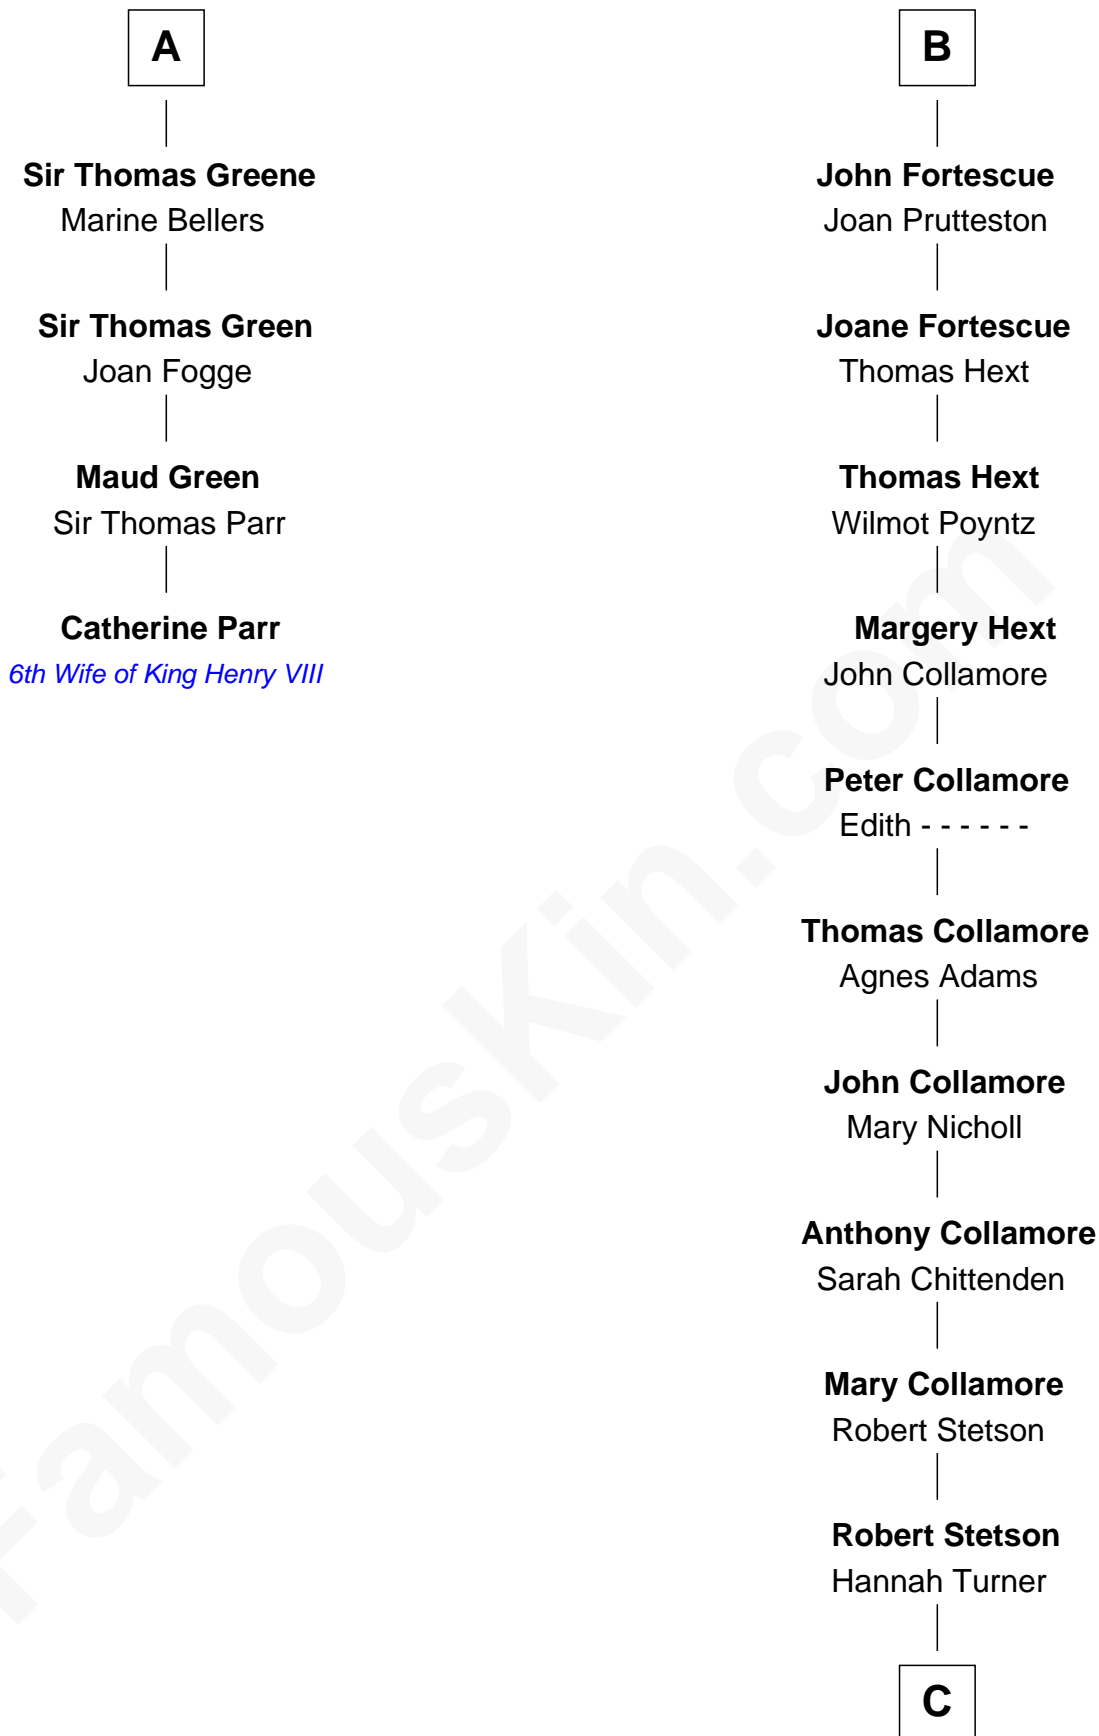 A
Sir Thomas Greene
Marine Bellers
Sir Thomas Green
Joan Fogge
Maud Green
Sir Thomas Parr
Catherine Parr
6th Wife of King Henry VIII
B
John Fortescue
Joan Prutteston
Joane Fortescue
Thomas Hext
Thomas Hext
Wilmot Poyntz
Margery Hext
John Collamore
Peter Collamore
Edith - - - - - -
Thomas Collamore
Agnes Adams
John Collamore
Mary Nicholl
Anthony Collamore
Sarah Chittenden
Mary Collamore
Robert Stetson
Robert Stetson
Hannah Turner
C
FamousKin.com